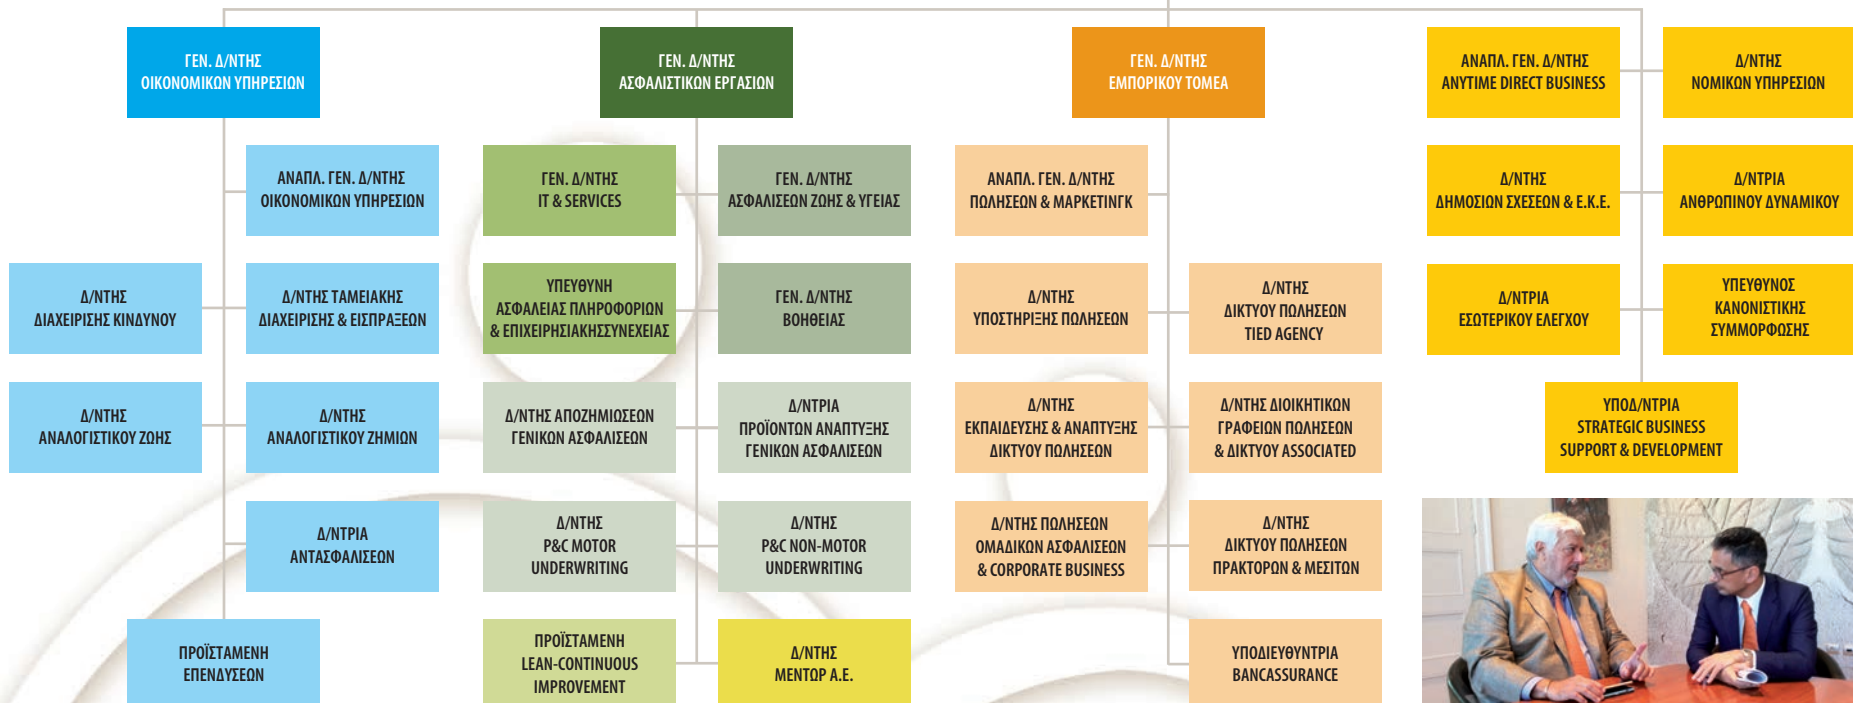 ΓΕΝ. Δ/ΝΤΗΣ
ΟΙΚΟΝΟΜΙΚΩΝ ΥΠΗΡΕΣΙΩΝ
ΑΝΑΠΛ. ΓΕΝ. Δ/ΝΤΗΣ
ΟΙΚΟΝΟΜΙΚΩΝ ΥΠΗΡΕΣΙΩΝ
Δ/ΝΤΗΣ
ΔΙΑΧΕΙΡΙΣΗΣ ΚΙΝΔΥΝΟΥ
Δ/ΝΤΗΣ ΤΑΜΕΙΑΚΗΣ
ΔΙΑΧΕΙΡΙΣΗΣ & ΕΙΣΠΡΑΞΕΩΝ
Δ/ΝΤΗΣ
ΑΝΑΛΟΓΙΣΤΙΚΟΥ ΖΩΗΣ
Δ/ΝΤΗΣ
ΑΝΑΛΟΓΙΣΤΙΚΟΥ ΖΗΜΙΩΝ
Δ/ΝΤΡΙΑ
ΑΝΤΑΣΦΑΛΙΣΕΩΝ
ΠΡΟΪΣΤΑΜΕΝΗ
ΕΠΕΝΔΥΣΕΩΝ
ΓΕΝ. Δ/ΝΤΗΣ
ΑΣΦΑΛΙΣΤΙΚΩΝ ΕΡΓΑΣΙΩΝ
ΓΕΝ. Δ/ΝΤΗΣ
IT & SERVICES
ΓΕΝ. Δ/ΝΤΗΣ
ΑΣΦΑΛΙΣΕΩΝ ΖΩΗΣ & ΥΓΕΙΑΣ
ΥΠΕΥΘΥΝΗ
ΑΣΦΑΛΕΙΑΣ ΠΛΗΡΟΦΟΡΙΩΝ
& ΕΠΙΧΕΙΡΗΣΙΑΚΗΣΣΥΝΕΧΕΙΑΣ
ΓΕΝ. Δ/ΝΤΗΣ
ΒΟΗΘΕΙΑΣ
Δ/ΝΤΗΣ ΑΠΟΖΗΜΙΩΣΕΩΝ
ΓΕΝΙΚΩΝ ΑΣΦΑΛΙΣΕΩΝ
Δ/ΝΤΡΙΑ
ΠΡΟΪΟΝΤΩΝ ΑΝΑΠΤΥΞΗΣ
ΓΕΝΙΚΩΝ ΑΣΦΑΛΙΣΕΩΝ
Δ/ΝΤΗΣ
P&C MOTOR
UNDERWRITING
Δ/ΝΤΗΣ
P&C NON-MOTOR
UNDERWRITING
ΠΡΟΪΣΤΑΜΕΝΗ
LEAN-CONTINUOUS
IMPROVEMENT
Δ/ΝΤΗΣ
ΜΕΝΤΩΡ Α.Ε.
ΓΕΝ. Δ/ΝΤΗΣ
ΕΜΠΟΡΙΚΟΥ ΤΟΜΕΑ
ΑΝΑΠΛ. ΓΕΝ. Δ/ΝΤΗΣ
ΠΩΛΗΣΕΩΝ & ΜΑΡΚΕΤΙΝΓΚ
Δ/ΝΤΗΣ
ΥΠΟΣΤΗΡΙΞΗΣ ΠΩΛΗΣΕΩΝ
Δ/ΝΤΗΣ
ΔΙΚΤΥΟΥ ΠΩΛΗΣΕΩΝ
TIED AGENCY
Δ/ΝΤΗΣ
ΕΚΠΑΙΔΕΥΣΗΣ & ΑΝΑΠΤΥΞΗΣ
ΔΙΚΤΥΟΥ ΠΩΛΗΣΕΩΝ
Δ/ΝΤΗΣ ΔΙΟΙΚΗΤΙΚΩΝ
ΓΡΑΦΕΙΩΝ ΠΩΛΗΣΕΩΝ
& ΔΙΚΤΥΟΥ ASSOCIATED
Δ/ΝΤΗΣ ΠΩΛΗΣΕΩΝ
ΟΜΑΔΙΚΩΝ ΑΣΦΑΛΙΣΕΩΝ
& CORPORATE BUSINESS
Δ/ΝΤΗΣ
ΔΙΚΤΥΟΥ ΠΩΛΗΣΕΩΝ
ΠΡΑΚΤΟΡΩΝ & ΜΕΣΙΤΩΝ
ΥΠΟΔΙΕΥΘΥΝΤΡΙΑ
BANCASSURANCE
ΑΝΑΠΛ. ΓΕΝ. Δ/ΝΤΗΣ
ANYTIME DIRECT BUSINESS
Δ/ΝΤΗΣ
ΝΟΜΙΚΩΝ ΥΠΗΡΕΣΙΩΝ
Δ/ΝΤΗΣ
ΔΗΜΟΣΙΩΝ ΣΧΕΣΕΩΝ & Ε.Κ.Ε.
Δ/ΝΤΡΙΑ
ΑΝΘΡΩΠΙΝΟΥ ΔΥΝΑΜΙΚΟΥ
Δ/ΝΤΡΙΑ
ΕΣΩΤΕΡΙΚΟΥ ΕΛΕΓΧΟΥ
ΥΠΕΥΘΥΝΟΣ
ΚΑΝΟΝΙΣΤΙΚΗΣ
ΣΥΜΜΟΡΦΩΣΗΣ
ΥΠΟΔ/ΝΤΡΙΑ
STRATEGIC BUSINESS
SUPPORT & DEVELOPMENT